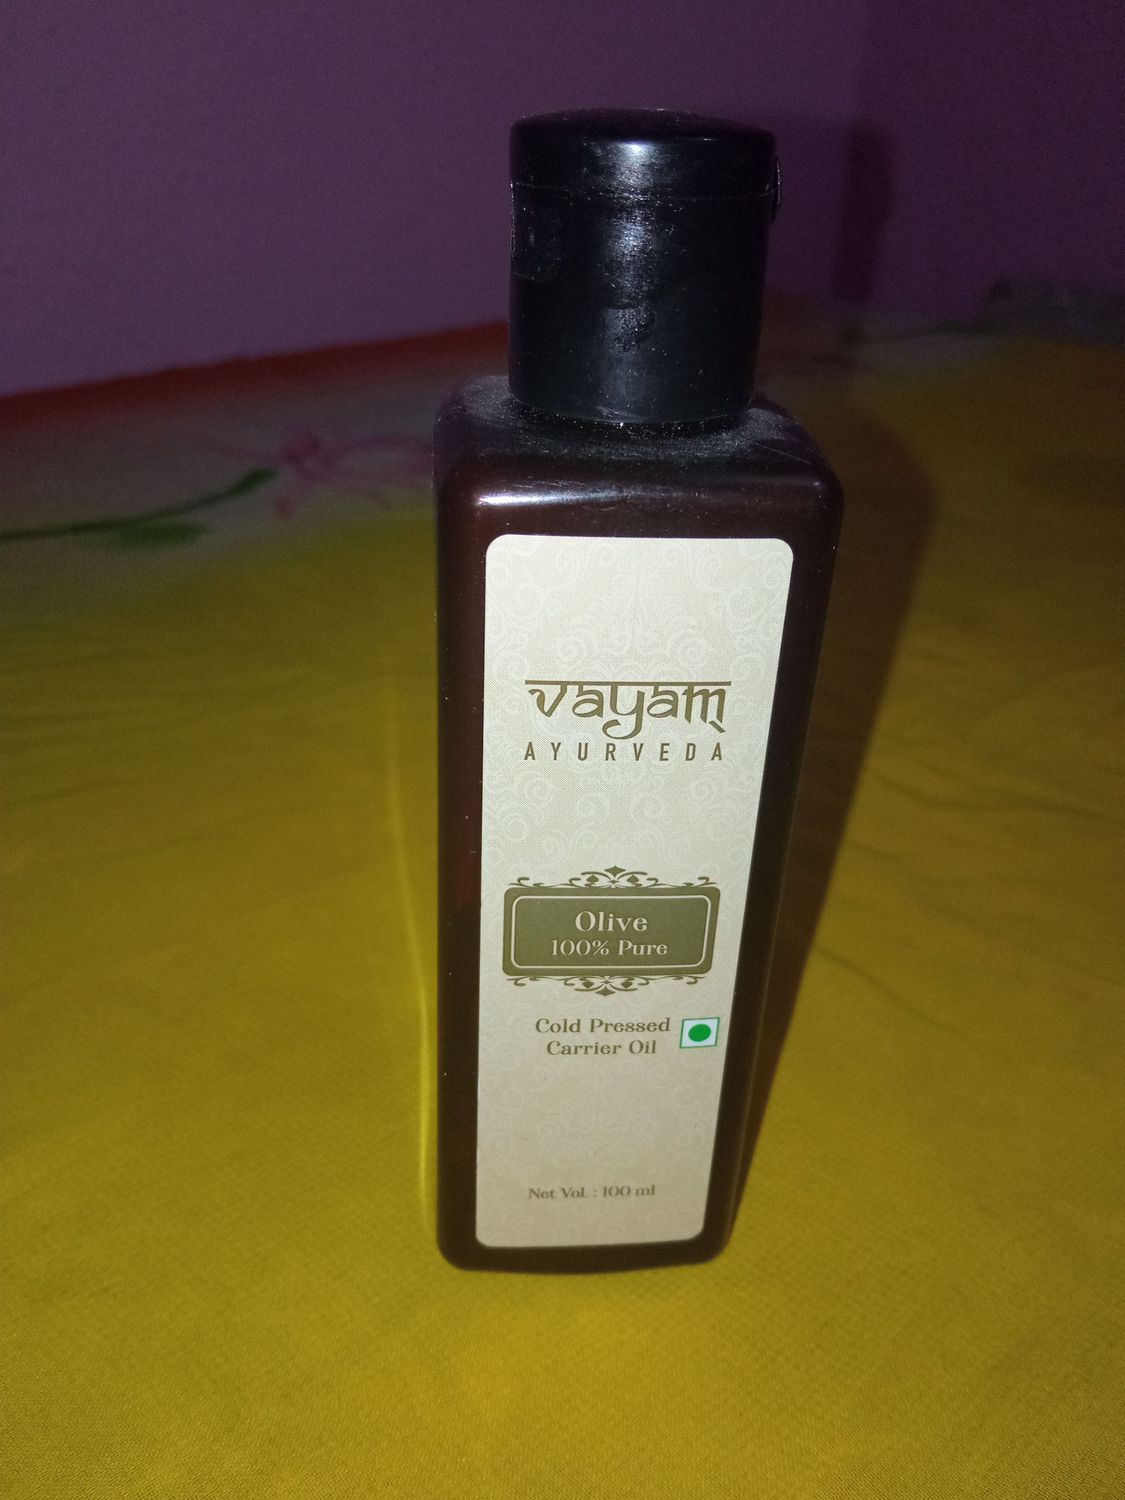 vayam
AYURVEDA
Olive
100% Pure
Cold Pressed
Carrier Oil
Net Vol. : 100 ml